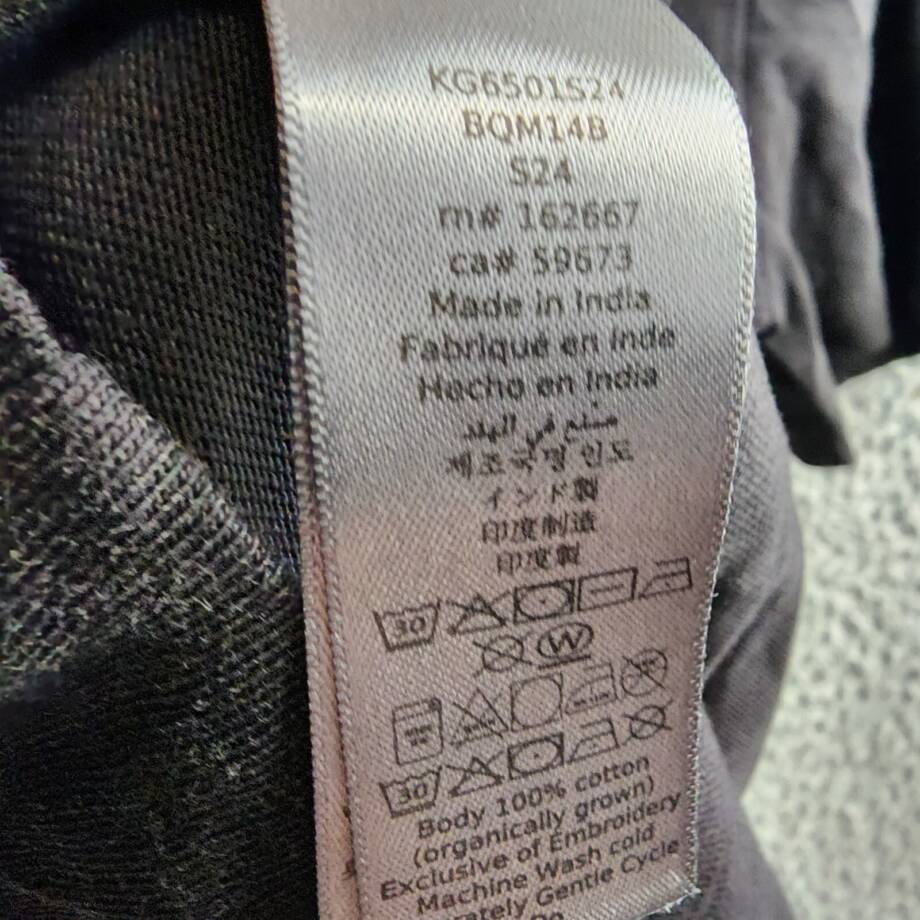 KG6501S24
BQM14B
S24
m# 162667
ca# 59673
Made in India
Fabriqué en Inde
Hecho en India
صنع في الهند
제조국명 인도
インド製
印度制造
印度製
30
W
30
Body 100% cotton
(organically grown)
Exclusive of Embroidery
Machine Wash cold
Gentle Cycle